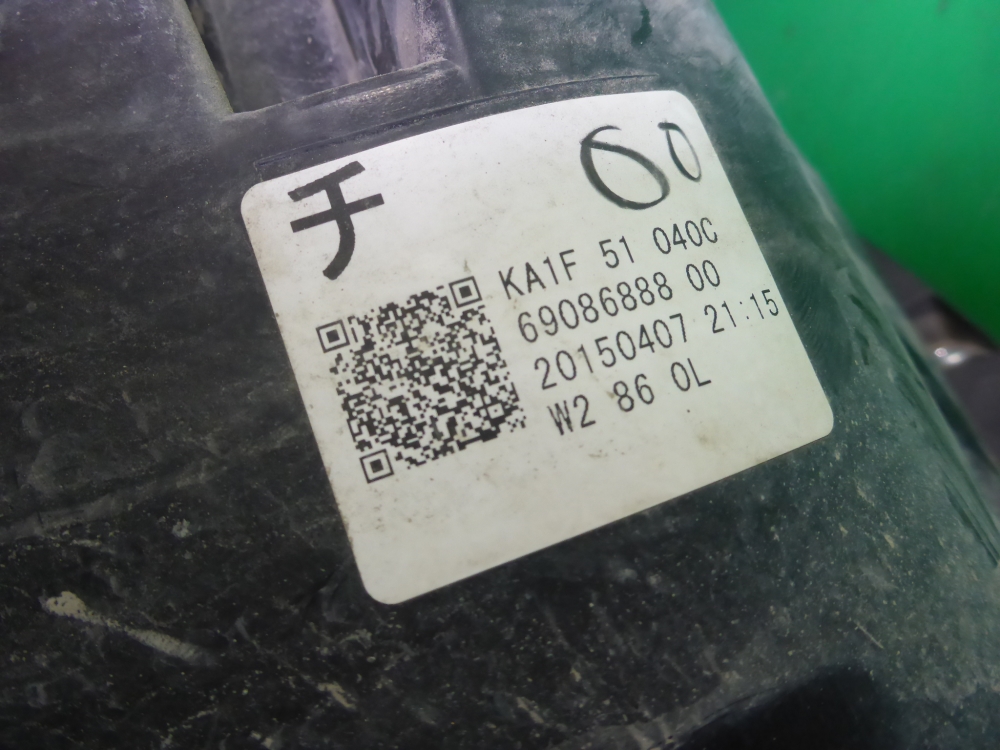 チ 60
KA1F 51 040C
69086888 00
20150407 21:15
W2 86 0L